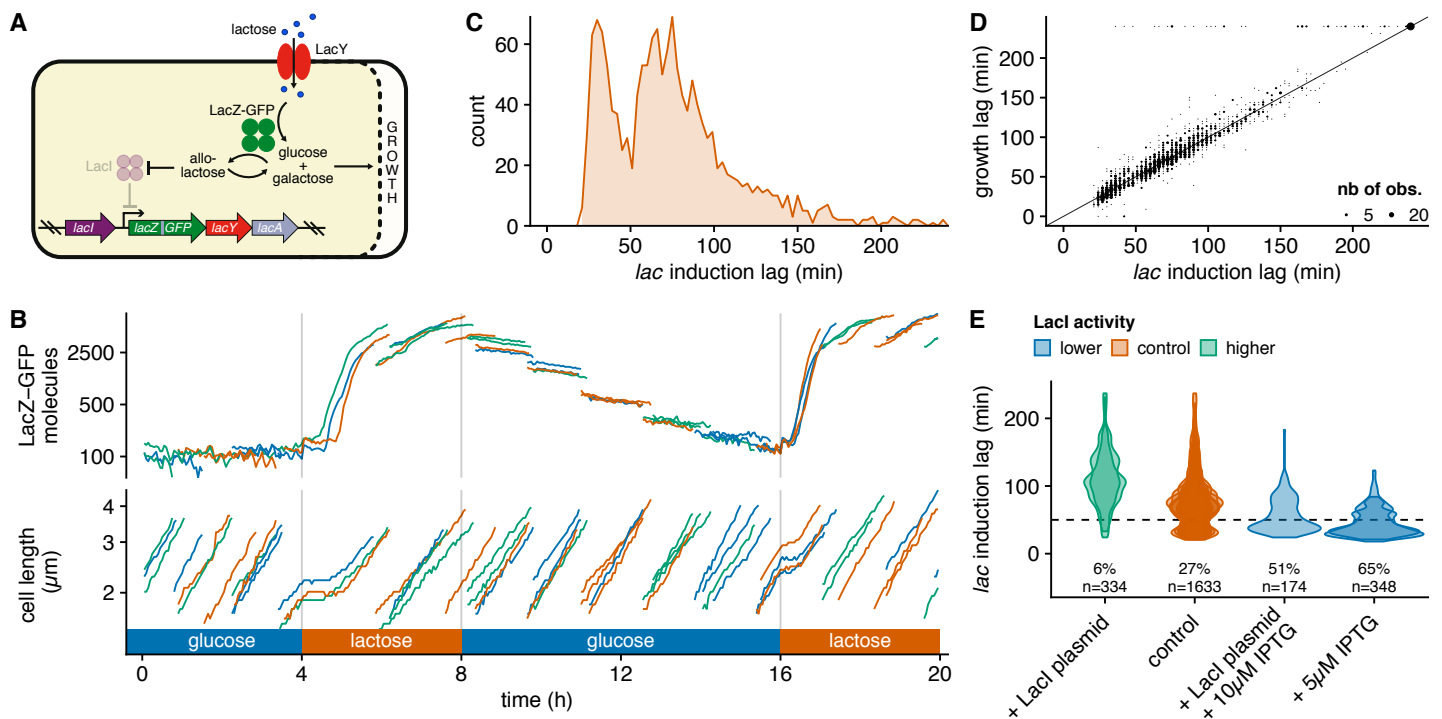 A
lactose
LacY
LacZ-GFP
LacI
allo-
lactose
glucose
+
galactose
GROWTH
lacI
lacZ GFP
lacY
lacA
C
count
60
40
20
0
0 50 100 150 200
lac induction lag (min)
D
growth lag (min)
200
150
100
50
0
nb of obs.
5 20
0 50 100 150 200
lac induction lag (min)
B
LacZ–GFP
molecules
2500
500
100
cell length
(µm)
4
3
2
glucose lactose glucose lactose
0 4 8 12 16 20
time (h)
E
LacI activity
lower control higher
lac induction lag (min)
200
100
0
6% 27% 51% 65%
n=334 n=1633 n=174 n=348
+ LacI plasmid
control
+ LacI plasmid
+ 10µM IPTG
+ 5µM IPTG